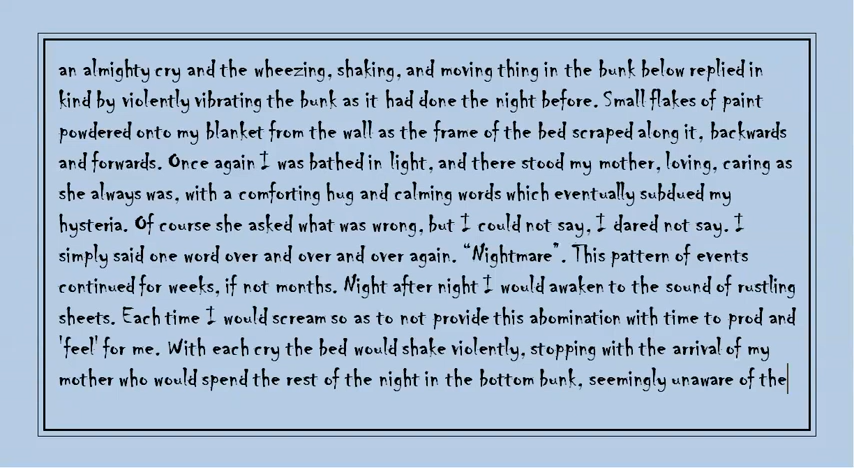 an almighty cry and the wheezing, shaking, and moving thing in the bunk below replied in
kind by violently vibrating the bunk as it had done the night before. Small flakes of paint
powdered onto my blanket from the wall as the frame of the bed scraped along it, backwards
and forwards. Once again I was bathed in light, and there stood my mother, loving, caring as
she always was, with a comforting hug and calming words which eventually subdued my
hysteria. Of course she asked what was wrong, but I could not say, I dared not say. I
simply said one word over and over and over again. “Nightmare”. This pattern of events
continued for weeks, if not months. Night after night I would awaken to the sound of rustling
sheets. Each time I would scream so as to not provide this abomination with time to prod and
'feel' for me. With each cry the bed would shake violently, stopping with the arrival of my
mother who would spend the rest of the night in the bottom bunk, seemingly unaware of the